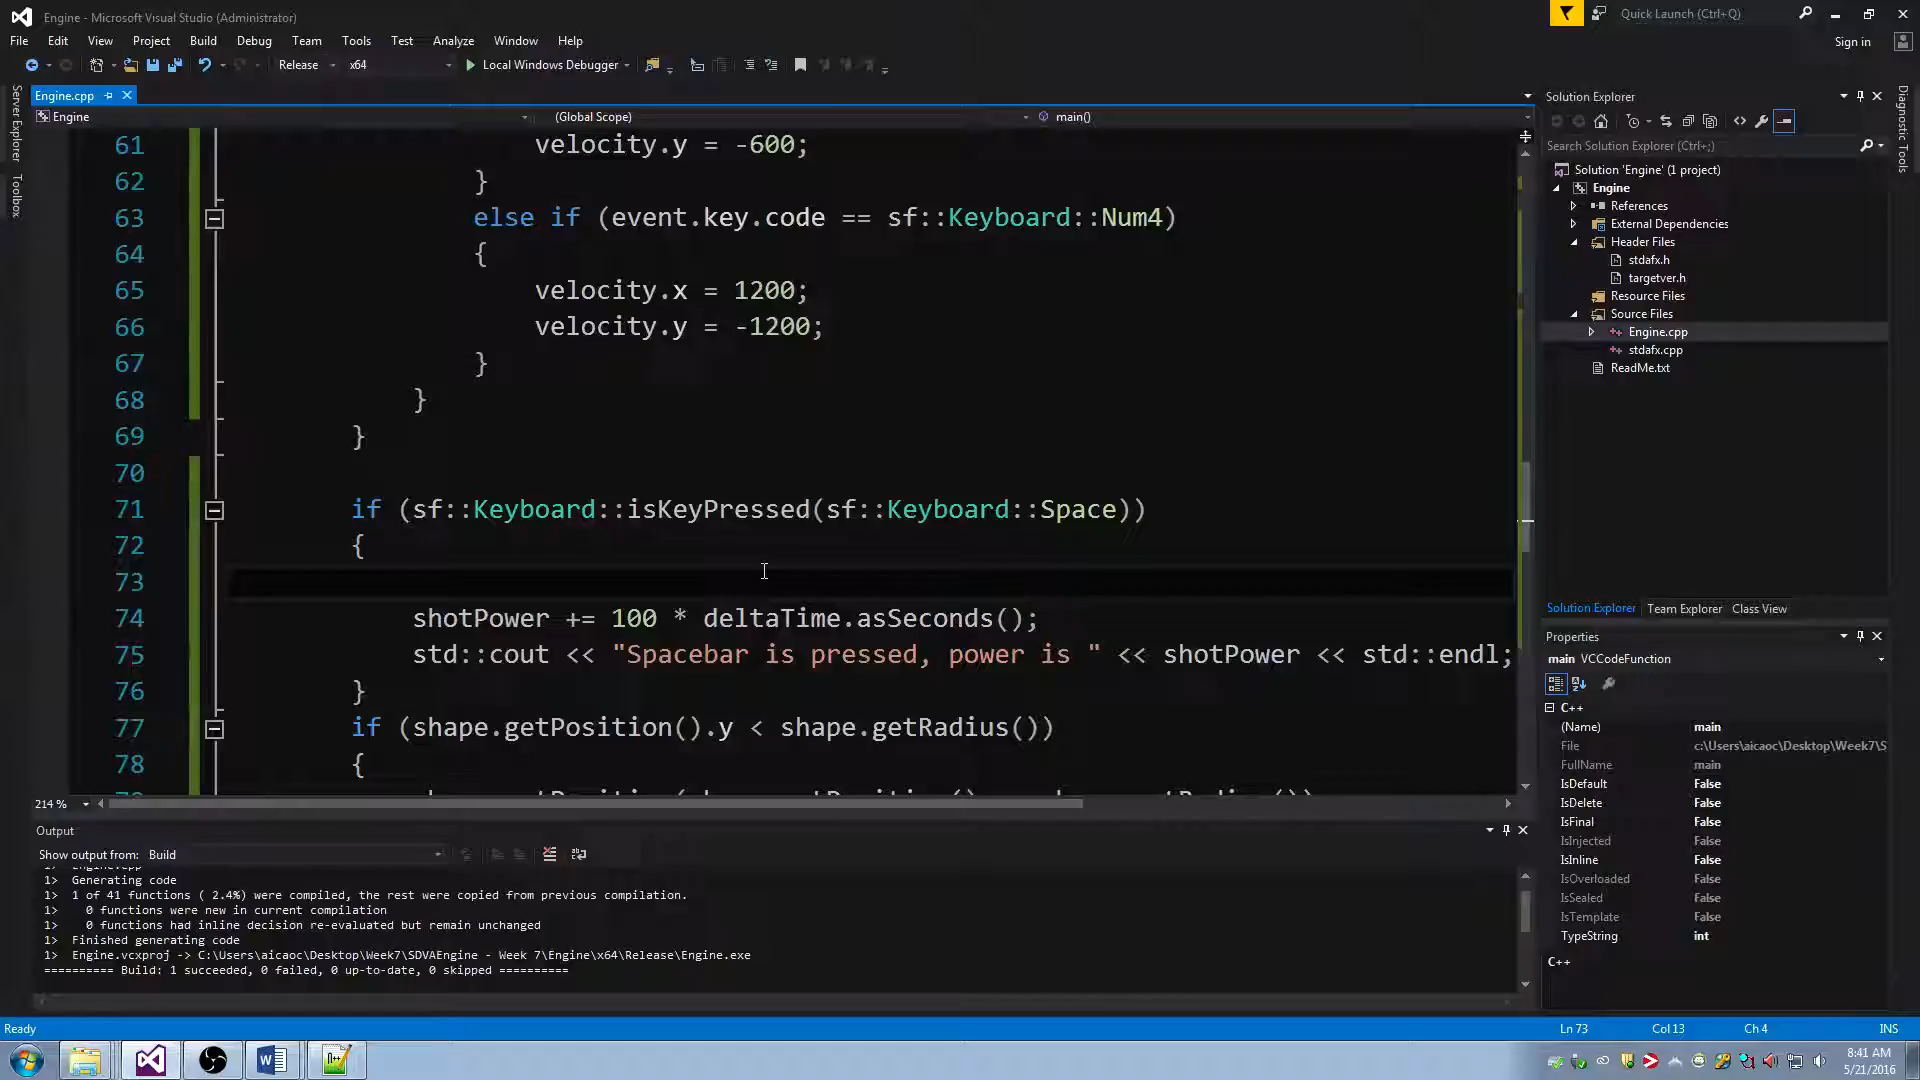 Engine - Microsoft Visual Studio (Administrator)
Quick Launch (Ctrl+Q)
File Edit View Project Build Debug Team Tools Test Analyze Window Help
Sign in
Release x64 Local Windows Debugger
Server Explorer
Toolbox
Engine.cpp
Engine (Global Scope) main()
61 velocity.y = -600;
62 }
63 else if (event.key.code == sf::Keyboard::Num4)
64 {
65 velocity.x = 1200;
66 velocity.y = -1200;
67 }
68 }
69 }
70
71 if (sf::Keyboard::isKeyPressed(sf::Keyboard::Space))
72 {
73
74 shotPower += 100 * deltaTime.asSeconds();
75 std::cout << "Spacebar is pressed, power is " << shotPower << std::endl;
76 }
77 if (shape.getPosition().y < shape.getRadius())
78 {
214 %
Output
Show output from: Build
1> Generating code
1> 1 of 41 functions ( 2.4%) were compiled, the rest were copied from previous compilation.
1> 0 functions were new in current compilation
1> 0 functions had inline decision re-evaluated but remain unchanged
1> Finished generating code
1> Engine.vcxproj -> C:\Users\aicaoc\Desktop\Week7\SDVAEngine - Week 7\Engine\x64\Release\Engine.exe
========== Build: 1 succeeded, 0 failed, 0 up-to-date, 0 skipped ==========
Solution Explorer
Search Solution Explorer (Ctrl+;)
Solution 'Engine' (1 project)
Engine
References
External Dependencies
Header Files
stdafx.h
targetver.h
Resource Files
Source Files
Engine.cpp
stdafx.cpp
ReadMe.txt
Solution Explorer Team Explorer Class View
Properties
main VCCodeFunction
C++
(Name) main
File c:\Users\aicaoc\Desktop\Week7\S
FullName main
IsDefault False
IsDelete False
IsFinal False
IsInjected False
IsInline False
IsOverloaded False
IsSealed False
IsTemplate False
TypeString int
C++
Diagnostic Tools
Ready Ln 73 Col 13 Ch 4 INS
8:41 AM
5/21/2016